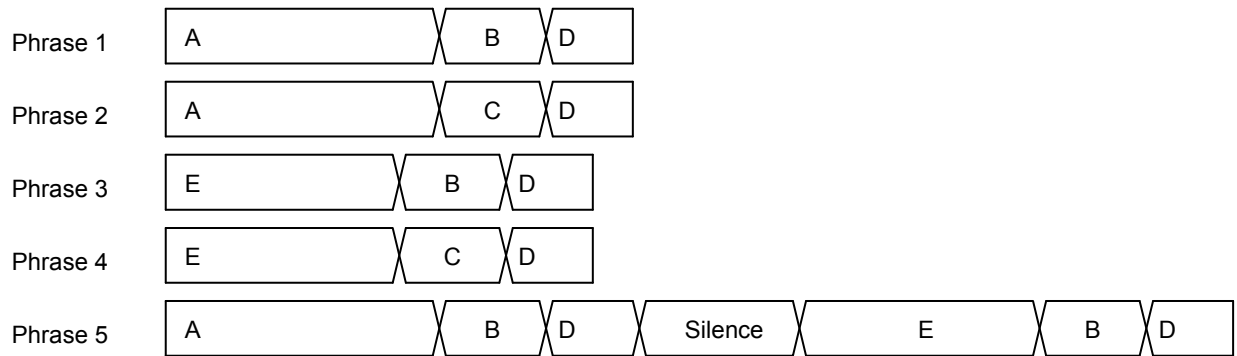 Phrase 1 A B D
Phrase 2 A C D
Phrase 3 E B D
Phrase 4 E C D
Phrase 5 A B D Silence E B D